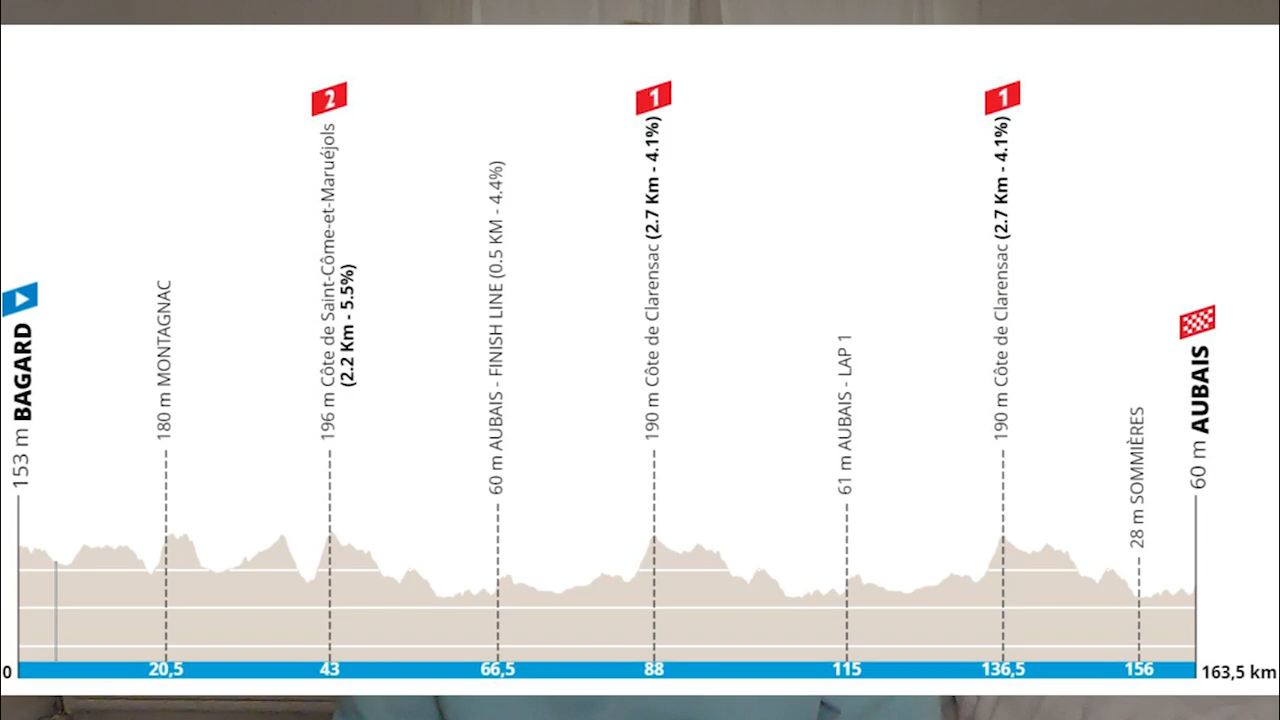 153 m BAGARD
180 m MONTAGNAC
2
196 m Côte de Saint-Côme-et-Maruéjols
(2.2 Km - 5.5%)
60 m AUBAIS - FINISH LINE (0.5 KM - 4.4%)
1
190 m Côte de Clarensac (2.7 Km - 4.1%)
61 m AUBAIS - LAP 1
1
190 m Côte de Clarensac (2.7 Km - 4.1%)
28 m SOMMIÈRES
60 m AUBAIS
0 20,5 43 66,5 88 115 136,5 156 163,5 km